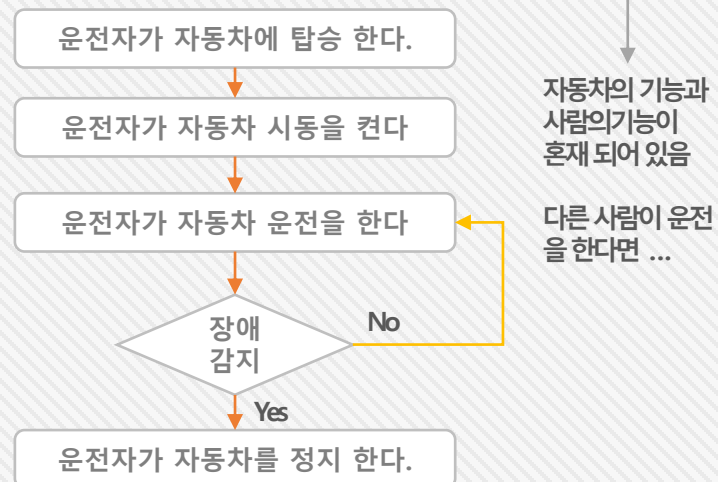 운전자가 자동차에 탑승 한다.
운전자가 자동차 시동을 켠다
운전자가 자동차 운전을 한다
장애
감지
No
Yes
운전자가 자동차를 정지 한다.
자동차의 기능과
사람의기능이
혼재 되어 있음
다른 사람이 운전
을 한다면 ...